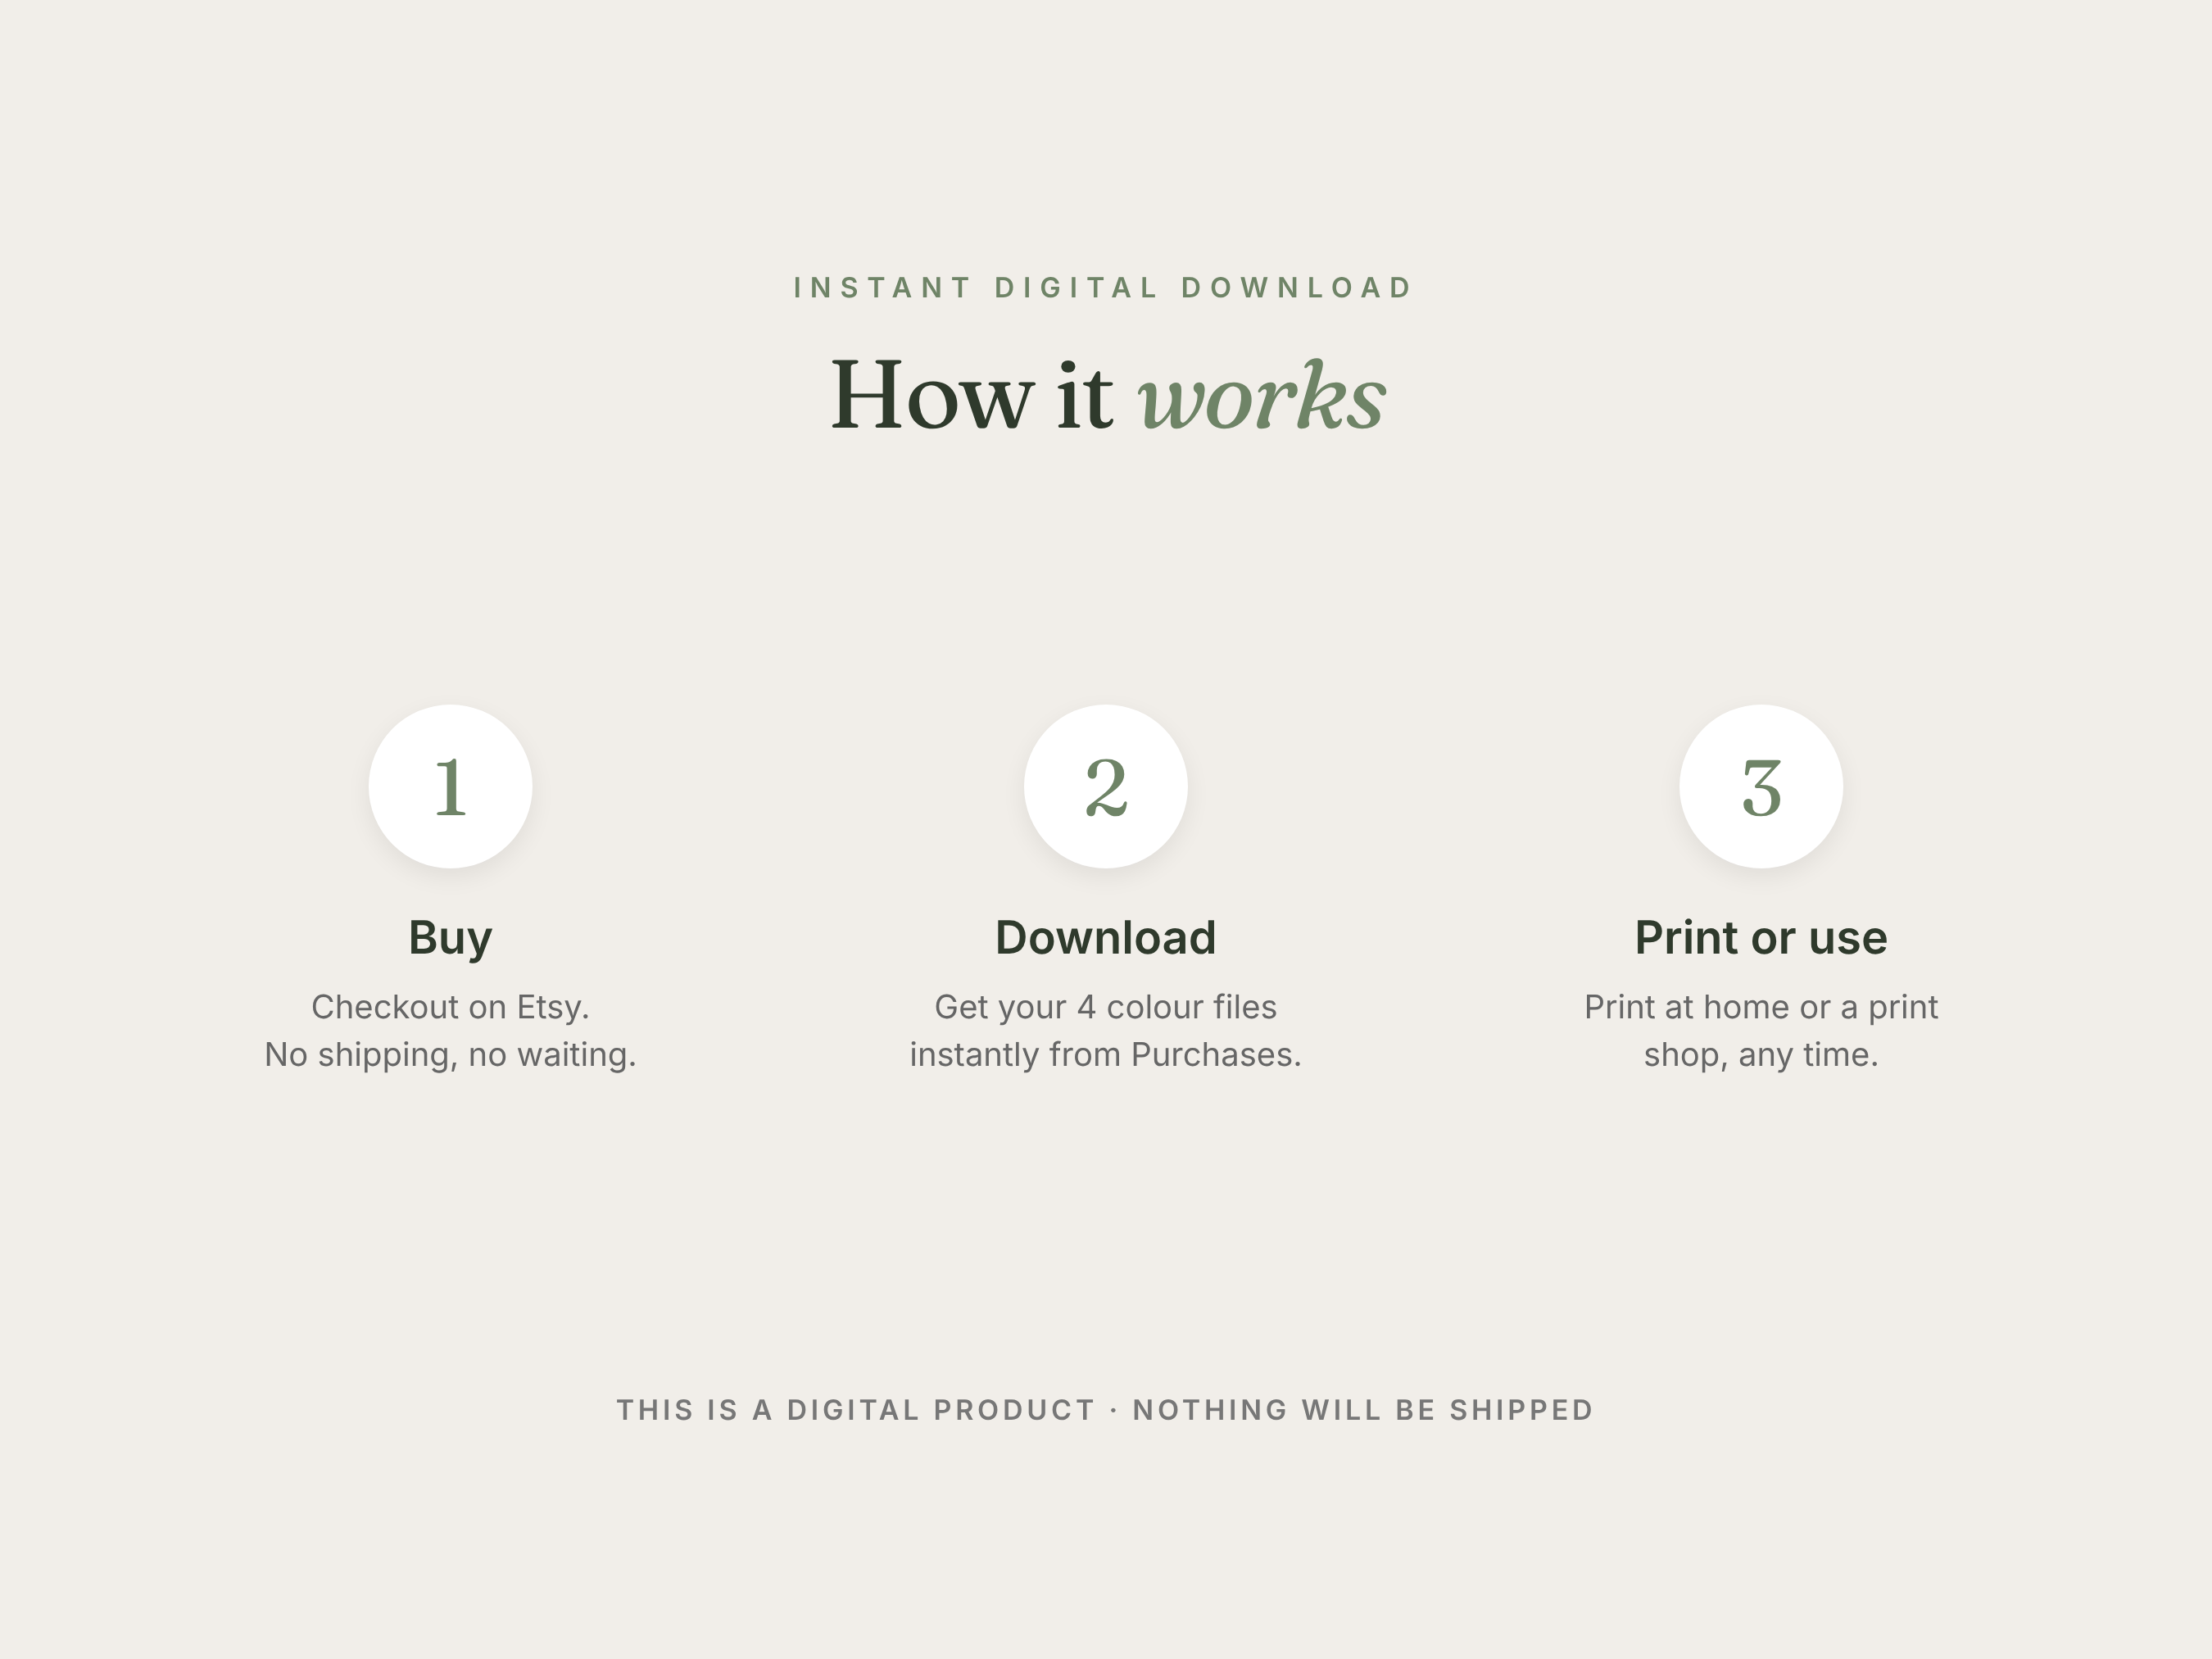 INSTANT DIGITAL DOWNLOAD
How it works
1
Buy
Checkout on Etsy.
No shipping, no waiting.
2
Download
Get your 4 colour files
instantly from Purchases.
3
Print or use
Print at home or a print
shop, any time.
THIS IS A DIGITAL PRODUCT · NOTHING WILL BE SHIPPED